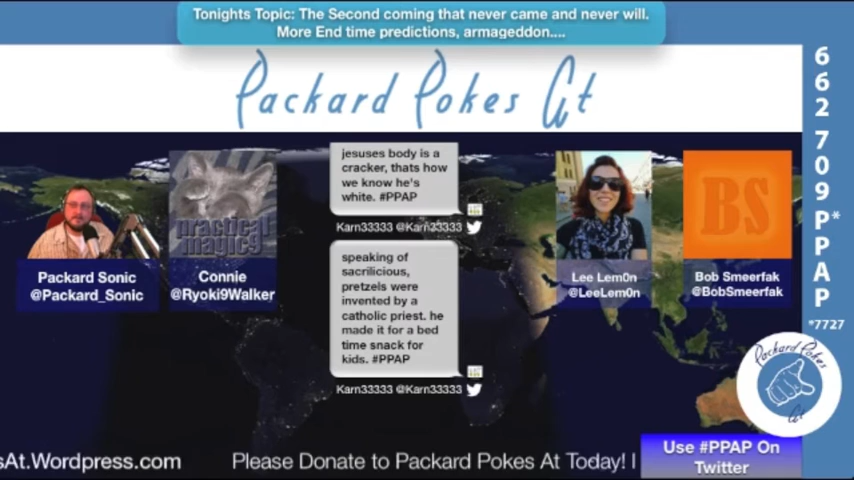 Tonights Topic: The Second coming that never came and never will.
More End time predictions, armageddon....
Packard Pokes At
662 709 P*PAP
*7727
jesuses body is a
cracker, thats how
we know he's
white. #PPAP
Karn33333 @Karn33333
practical
magic9
Packard Sonic
@Packard_Sonic
Connie
@Ryoki9Walker
speaking of
sacrilicious,
pretzels were
invented by a
catholic priest. he
made it for a bed
time snack for
kids. #PPAP
Karn33333 @Karn33333
BS
Lee Lem0n
@LeeLem0n
Bob Smeerfak
@BobSmeerfak
Packard Pokes
At
sAt.Wordpress.com
Please Donate to Packard Pokes At Today! I
Use #PPAP On
Twitter